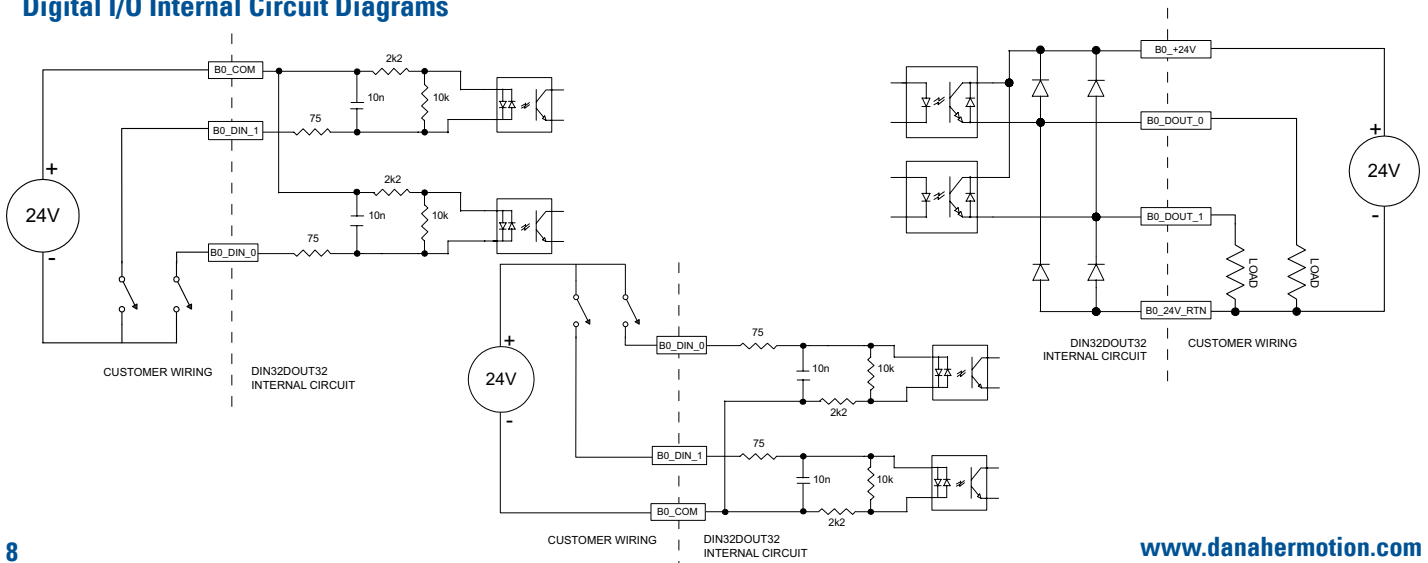 Digital I/O Internal Circuit Diagrams
B0_COM
2k2
10n
10k
75
B0_DIN_1
2k2
10n
10k
75
B0_DIN_0
+
24V
-
CUSTOMER WIRING
DIN32DOUT32
INTERNAL CIRCUIT
+
24V
-
B0_DIN_0
75
10n
10k
2k2
B0_DIN_1
75
10n
10k
2k2
B0_COM
CUSTOMER WIRING
DIN32DOUT32
INTERNAL CIRCUIT
B0_+24V
B0_DOUT_0
B0_DOUT_1
LOAD
LOAD
B0_24V_RTN
+
24V
-
DIN32DOUT32
INTERNAL CIRCUIT
CUSTOMER WIRING
8
www.danahermotion.com